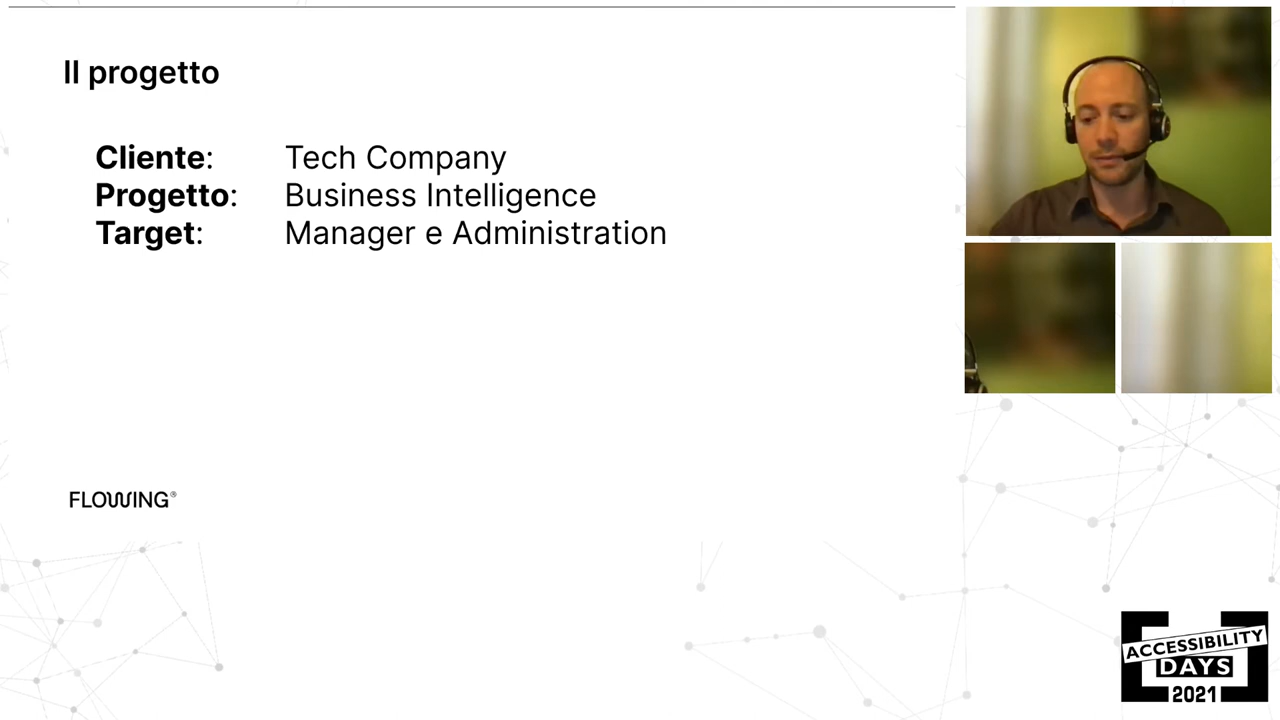 Il progetto
Cliente: Tech Company
Progetto: Business Intelligence
Target: Manager e Administration
FLOWING®
ACCESSIBILITY
DAYS
2021